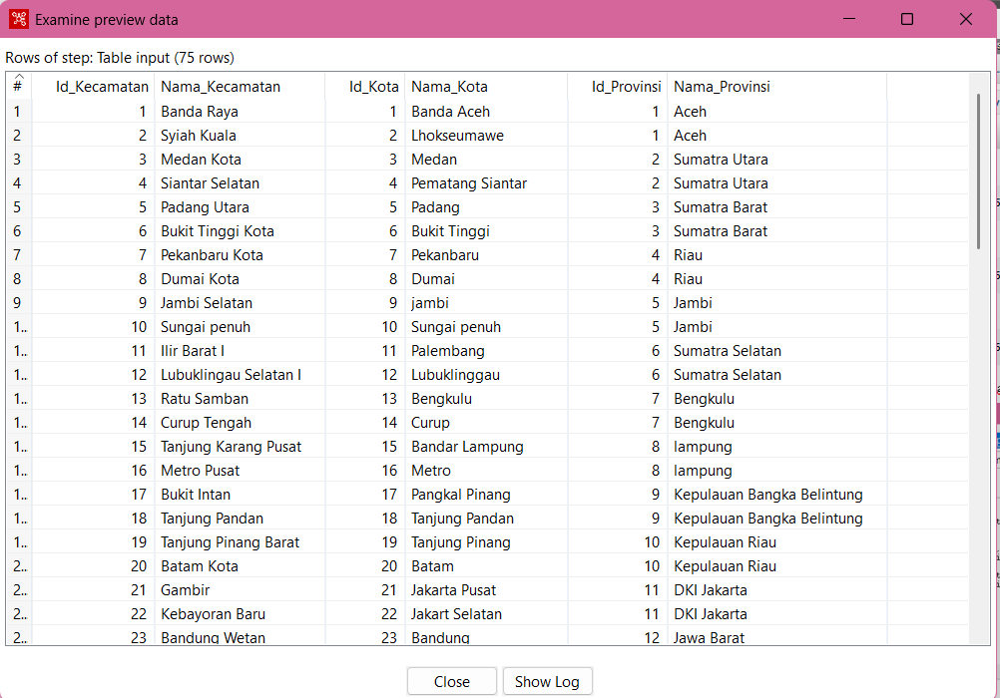 Examine preview data
Rows of step: Table input (75 rows)
# Id_Kecamatan Nama_Kecamatan Id_Kota Nama_Kota Id_Provinsi Nama_Provinsi
1 1 Banda Raya 1 Banda Aceh 1 Aceh
2 2 Syiah Kuala 2 Lhokseumawe 1 Aceh
3 3 Medan Kota 3 Medan 2 Sumatra Utara
4 4 Siantar Selatan 4 Pematang Siantar 2 Sumatra Utara
5 5 Padang Utara 5 Padang 3 Sumatra Barat
6 6 Bukit Tinggi Kota 6 Bukit Tinggi 3 Sumatra Barat
7 7 Pekanbaru Kota 7 Pekanbaru 4 Riau
8 8 Dumai Kota 8 Dumai 4 Riau
9 9 Jambi Selatan 9 jambi 5 Jambi
1.. 10 Sungai penuh 10 Sungai penuh 5 Jambi
1.. 11 Ilir Barat I 11 Palembang 6 Sumatra Selatan
1.. 12 Lubuklingau Selatan I 12 Lubuklinggau 6 Sumatra Selatan
1.. 13 Ratu Samban 13 Bengkulu 7 Bengkulu
1.. 14 Curup Tengah 14 Curup 7 Bengkulu
1.. 15 Tanjung Karang Pusat 15 Bandar Lampung 8 lampung
1.. 16 Metro Pusat 16 Metro 8 lampung
1.. 17 Bukit Intan 17 Pangkal Pinang 9 Kepulauan Bangka Belintung
1.. 18 Tanjung Pandan 18 Tanjung Pandan 9 Kepulauan Bangka Belintung
1.. 19 Tanjung Pinang Barat 19 Tanjung Pinang 10 Kepulauan Riau
2.. 20 Batam Kota 20 Batam 10 Kepulauan Riau
2.. 21 Gambir 21 Jakarta Pusat 11 DKI Jakarta
2.. 22 Kebayoran Baru 22 Jakart Selatan 11 DKI Jakarta
2.. 23 Bandung Wetan 23 Bandung 12 Jawa Barat
Close Show Log